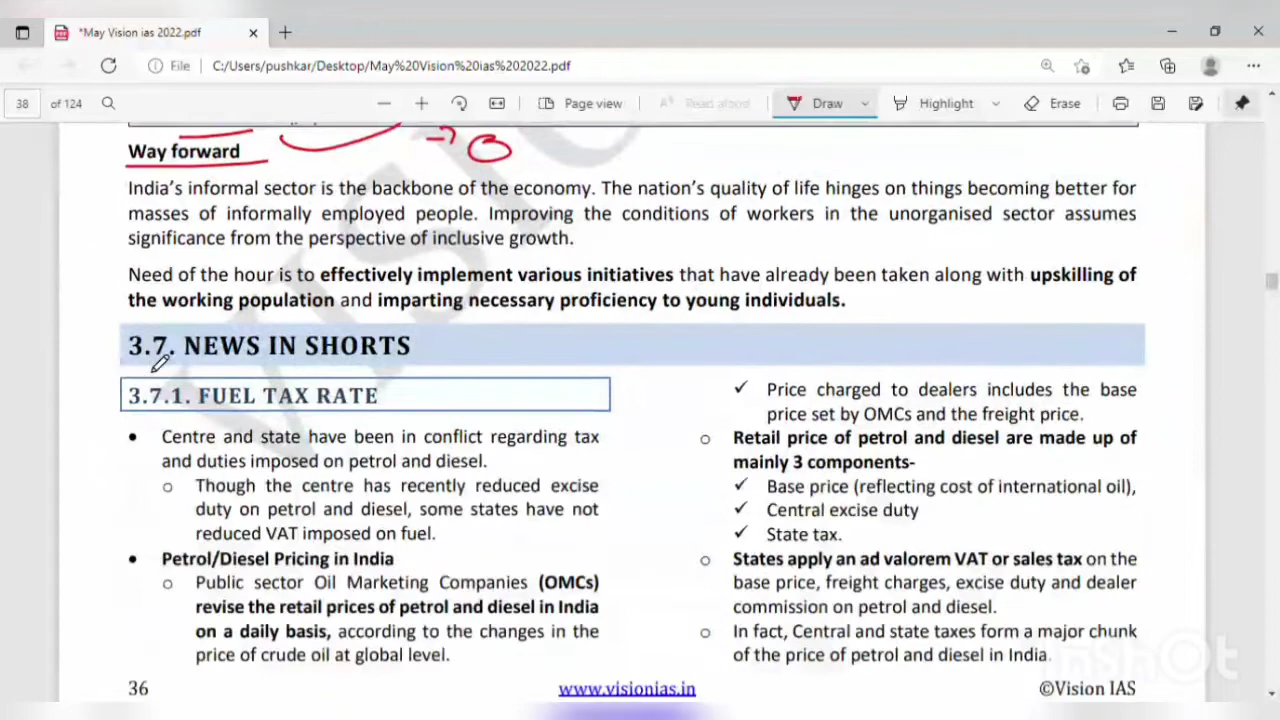 *May Vision ias 2022.pdf
File
C:/Users/pushkar/Desktop/May%20Vision%20ias%202022.pdf
38 of 124
Page view
Read aloud
Draw
Highlight
Erase
Way forward
India's informal sector is the backbone of the economy. The nation's quality of life hinges on things becoming better for
masses of informally employed people. Improving the conditions of workers in the unorganised sector assumes
significance from the perspective of inclusive growth.
Need of the hour is to effectively implement various initiatives that have already been taken along with upskilling of
the working population and imparting necessary proficiency to young individuals.
3.7. NEWS IN SHORTS
3.7.1. FUEL TAX RATE
• Centre and state have been in conflict regarding tax
and duties imposed on petrol and diesel.
o Though the centre has recently reduced excise
duty on petrol and diesel, some states have not
reduced VAT imposed on fuel.
• Petrol/Diesel Pricing in India
o Public sector Oil Marketing Companies (OMCs)
revise the retail prices of petrol and diesel in India
on a daily basis, according to the changes in the
price of crude oil at global level.
✓ Price charged to dealers includes the base
price set by OMCs and the freight price.
o Retail price of petrol and diesel are made up of
mainly 3 components-
✓ Base price (reflecting cost of international oil),
✓ Central excise duty
✓ State tax.
o States apply an ad valorem VAT or sales tax on the
base price, freight charges, excise duty and dealer
commission on petrol and diesel.
o In fact, Central and state taxes form a major chunk
of the price of petrol and diesel in India.
36
www.visionias.in
©Vision IAS
VISIO
InShOt